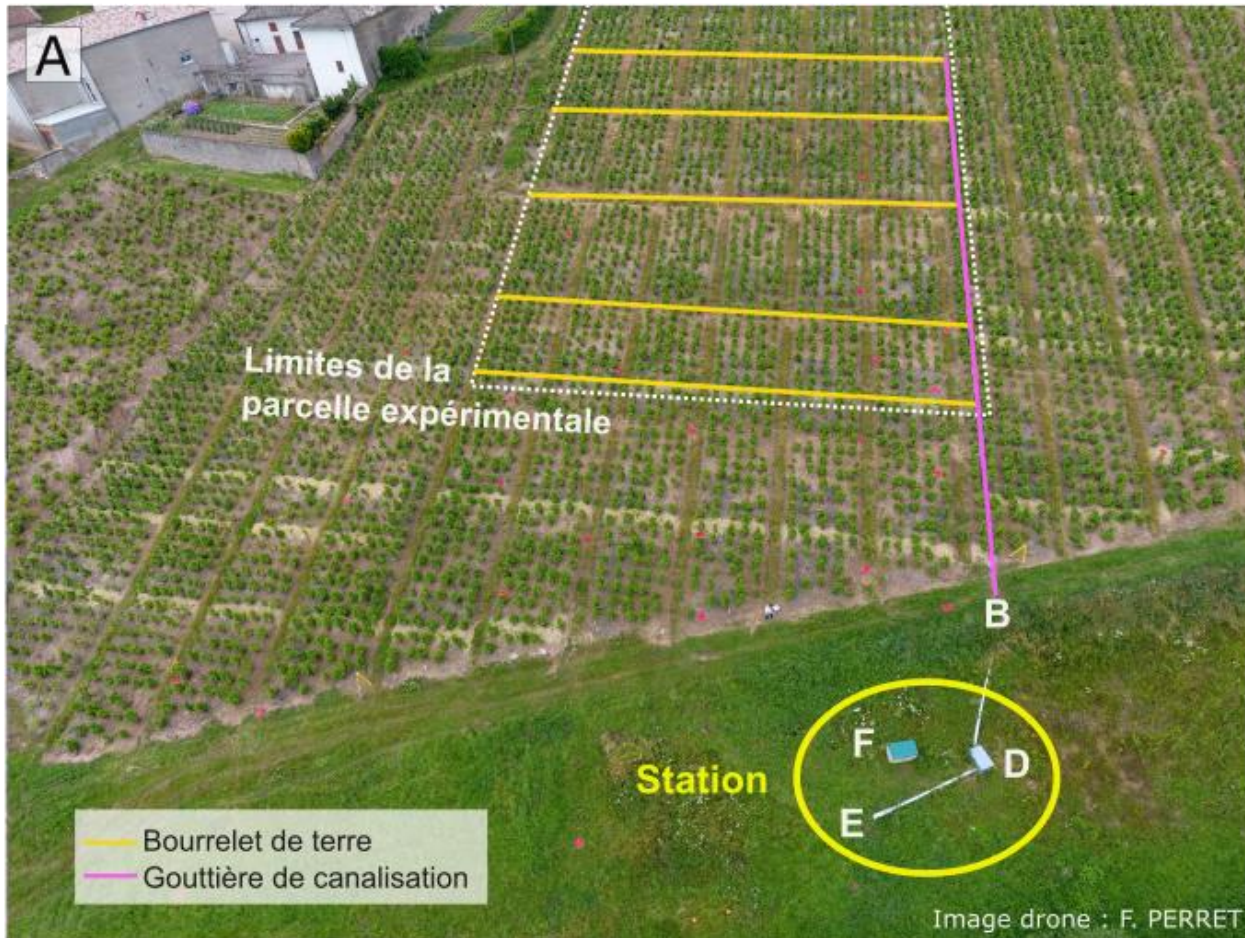 A
Limites de la
parcelle expérimentale
B
F
D
Station
E
Bourrelet de terre
Gouttière de canalisation
Image drone : F. PERRET